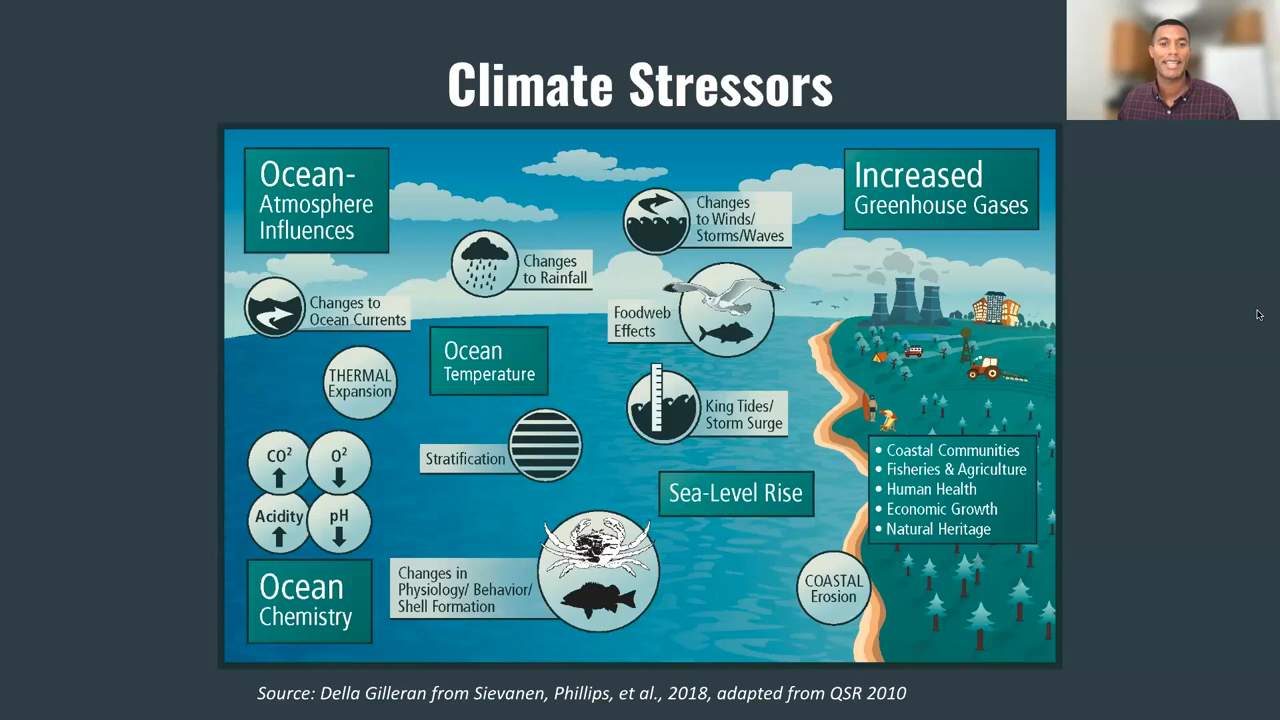 Climate Stressors
Ocean-
Atmosphere
Influences
Increased
Greenhouse Gases
Changes
to Winds/
Storms/Waves
Changes
to Rainfall
Changes to
Ocean Currents
Foodweb
Effects
Ocean
Temperature
THERMAL
Expansion
King Tides/
Storm Surge
Stratification
CO²
O²
Acidity
pH
Sea-Level Rise
• Coastal Communities
• Fisheries & Agriculture
• Human Health
• Economic Growth
• Natural Heritage
Ocean
Chemistry
Changes in
Physiology/ Behavior/
Shell Formation
COASTAL
Erosion
Source: Della Gilleran from Sievanen, Phillips, et al., 2018, adapted from QSR 2010